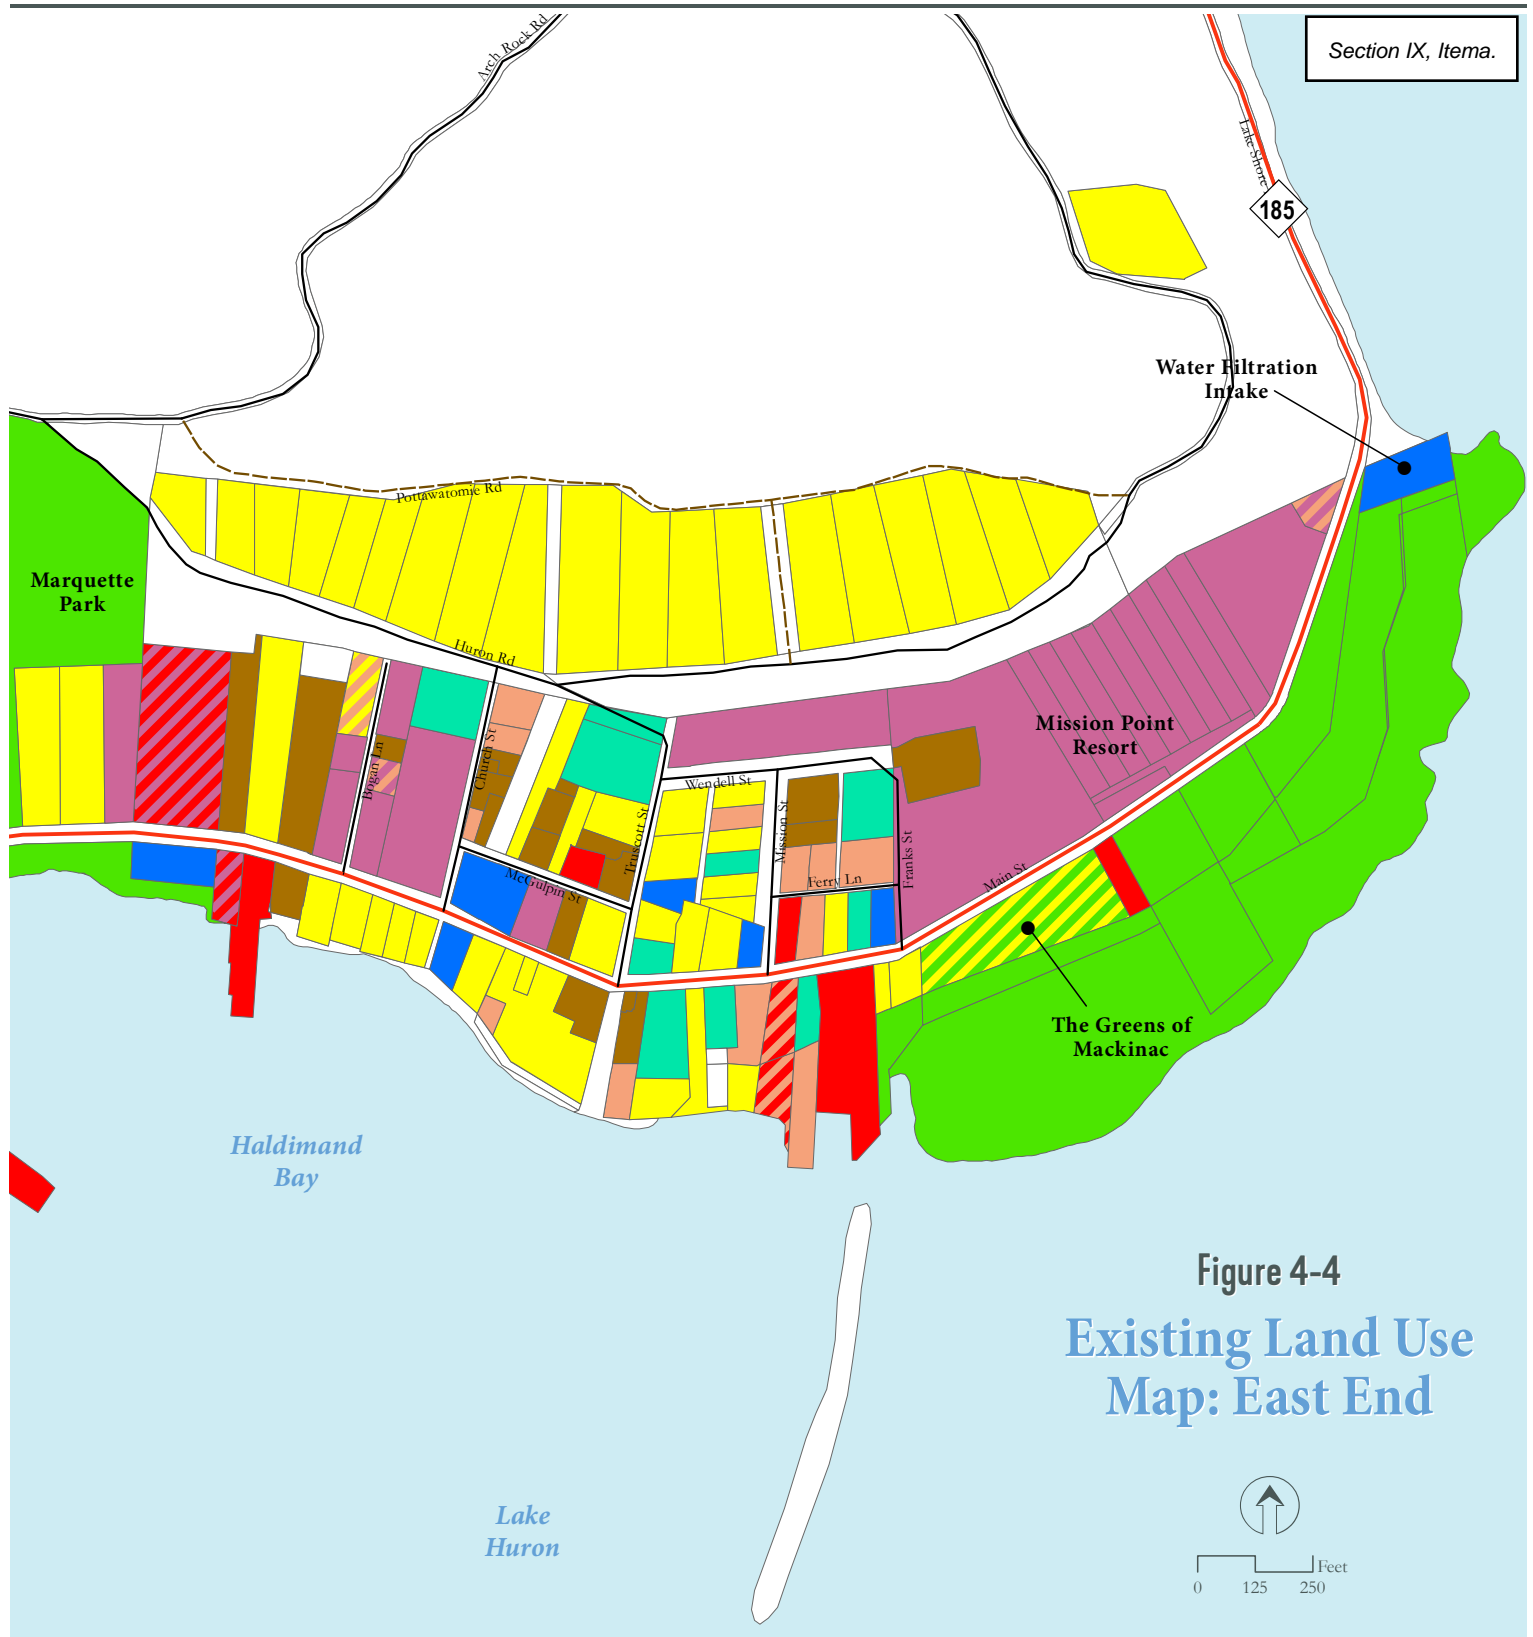 Section IX, Itema.
Arch Rock Rd
Lake Shore
185
Water Filtration
Intake
Pottawatomie Rd
Marquette
Park
Huron Rd
Mission Point
Resort
Bogan Ln
Church St
Wendell St
Truscott St
Mission St
Franks St
McGulpin St
Ferry Ln
Main St
The Greens of
Mackinac
Haldimand
Bay
Figure 4-4
Existing Land Use
Map: East End
Lake
Huron
Feet
0 125 250